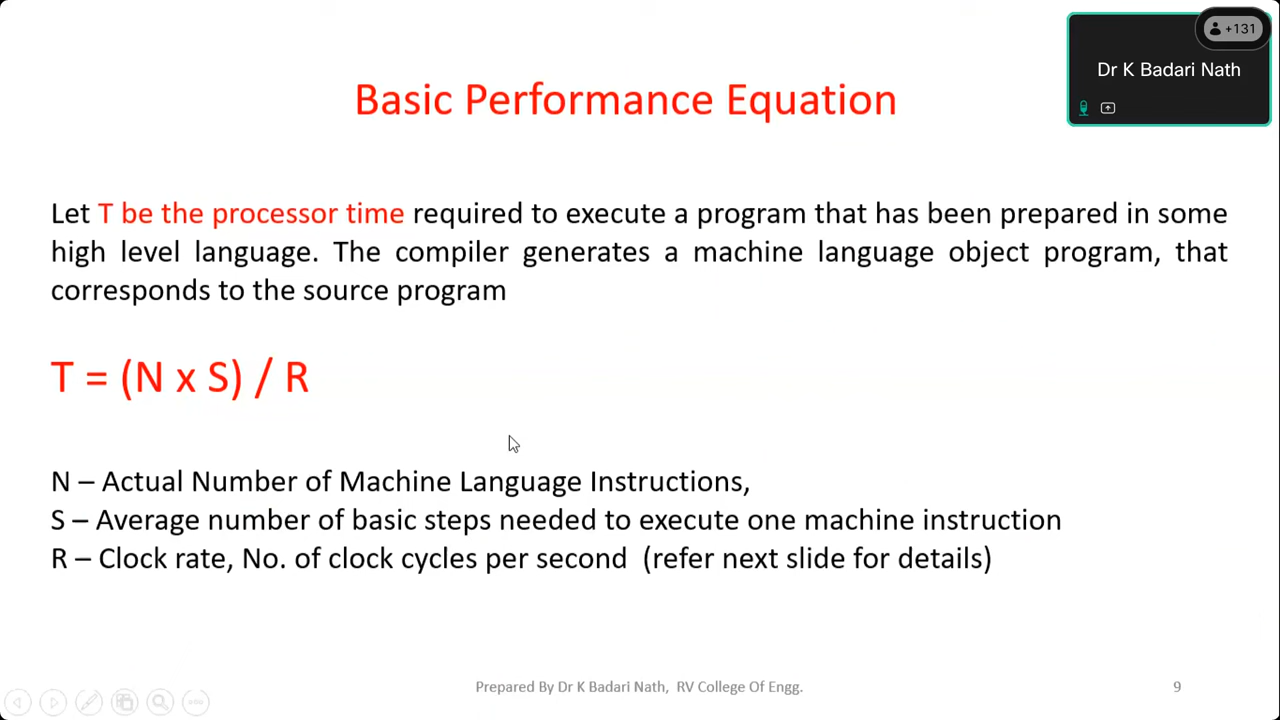 +131
Dr K Badari Nath
Basic Performance Equation
Let T be the processor time required to execute a program that has been prepared in some
high level language. The compiler generates a machine language object program, that
corresponds to the source program
T = (N x S) / R
N – Actual Number of Machine Language Instructions,
S – Average number of basic steps needed to execute one machine instruction
R – Clock rate, No. of clock cycles per second (refer next slide for details)
Prepared By Dr K Badari Nath, RV College Of Engg.
9